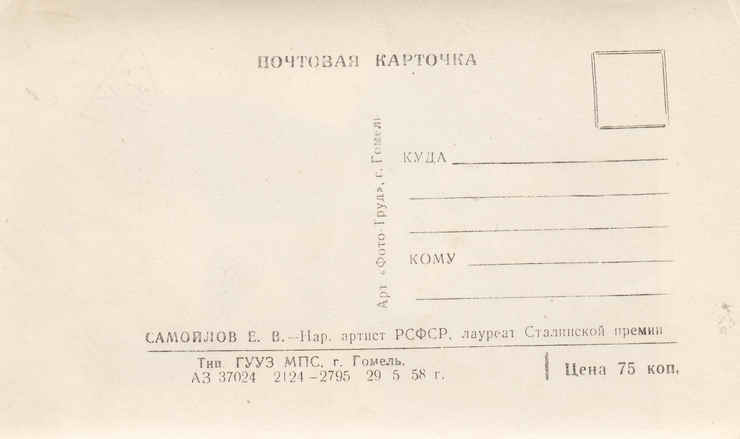 ПОЧТОВАЯ КАРТОЧКА
Арт «Фото-Труд», г. Гомель
КУДА
КОМУ
САМОЙЛОВ Е. В.—Нар. артист РСФСР, лауреат Сталинской премии
Тип ГУУЗ МПС, г. Гомель.
АЗ 37024 2124-2795 29 5 58 г.
Цена 75 коп.